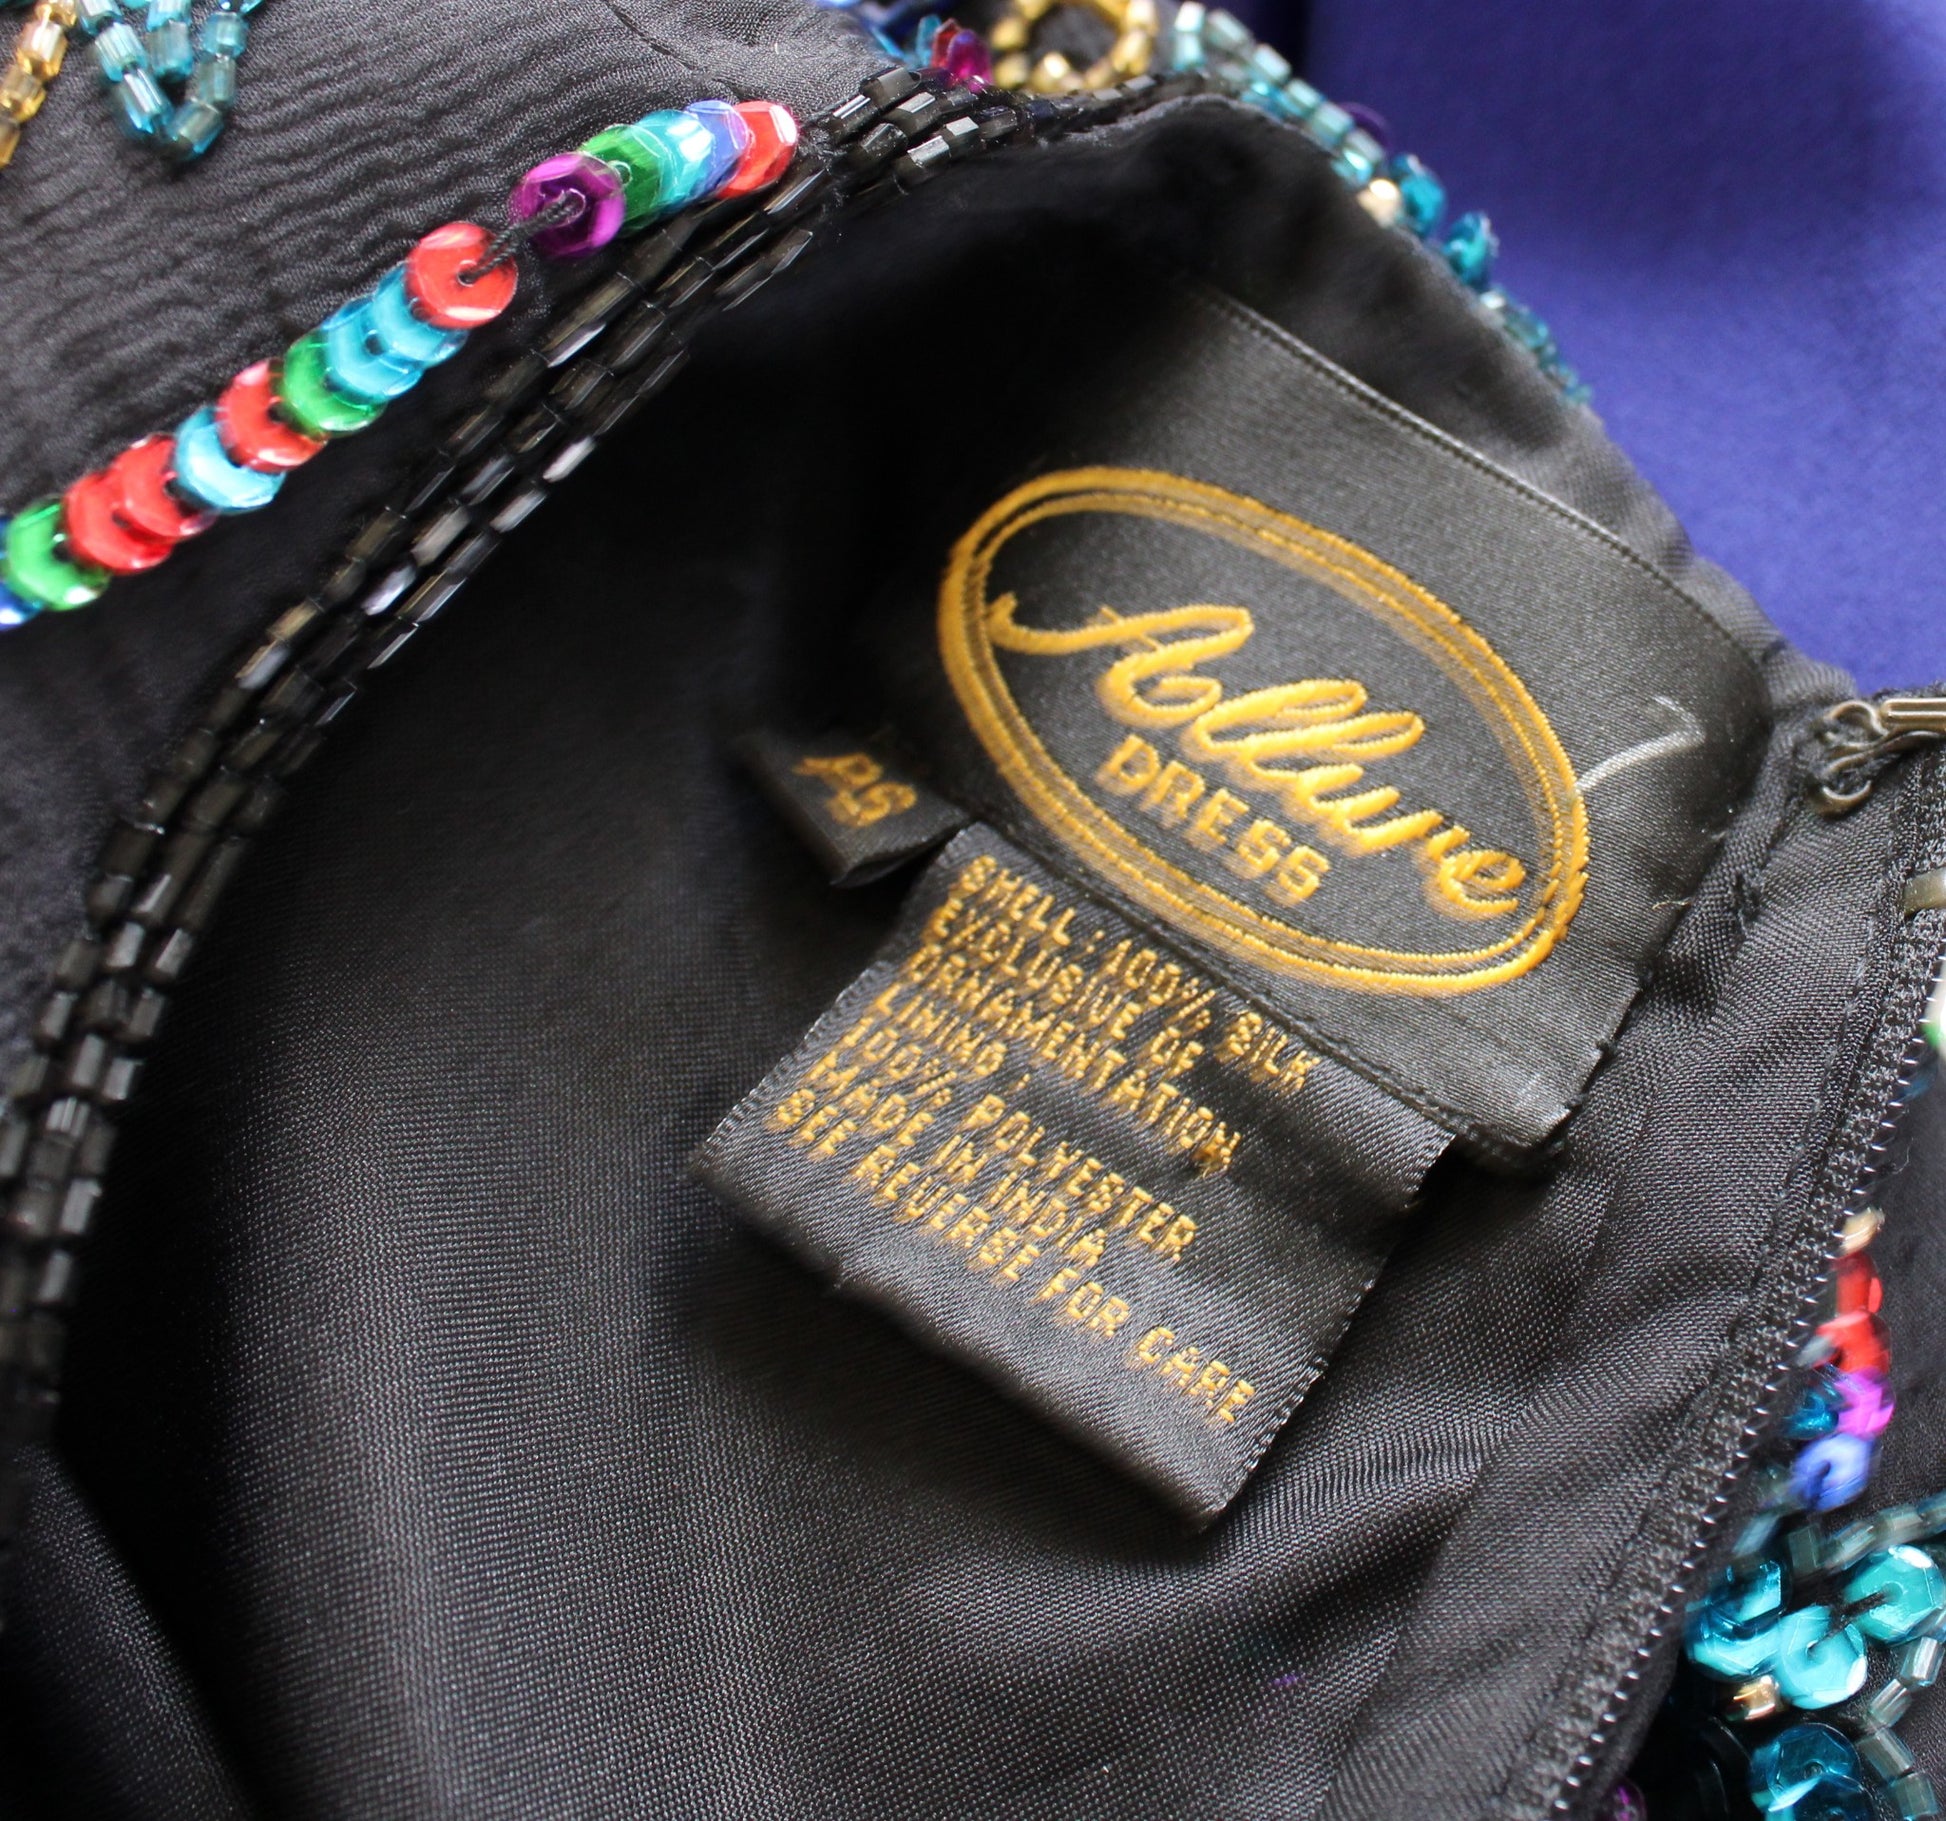 Allure
DRESS
PS
SHELL : 100% SILK
EXCLUSIVE OF
ORNAMENTATION
LINING :
100% POLYESTER
MADE IN INDIA
SEE REVERSE FOR CARE